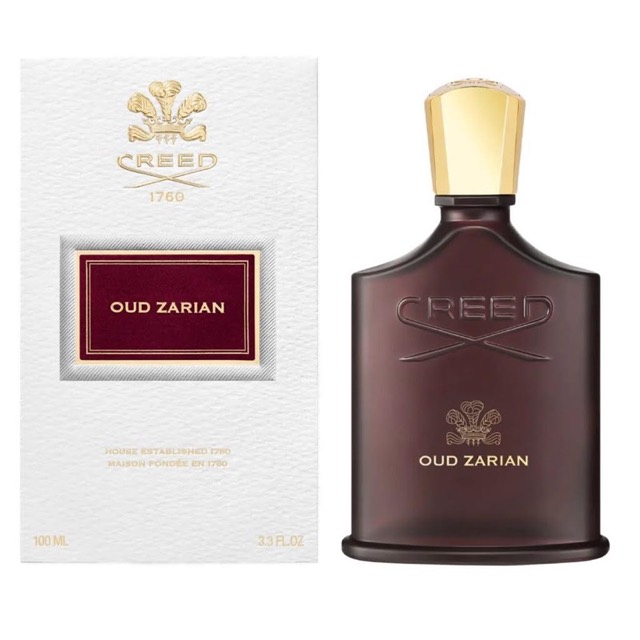 CREED
1760
OUD ZARIAN
HOUSE ESTABLISHED 1760
MAISON FONDÉE EN 1760
100 ML 3.3 FL.OZ
CREED
OUD ZARIAN